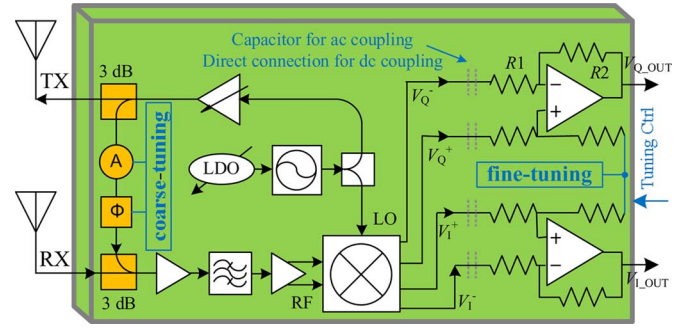 Capacitor for ac coupling
Direct connection for dc coupling
R1
R2
V_Q_OUT
TX
3 dB
V_Q^-
A
coarse-tuning
LDO
V_Q^+
fine-tuning
Tuning Ctrl
Φ
LO
V_I^+
RX
3 dB
RF
V_I^-
V_I_OUT